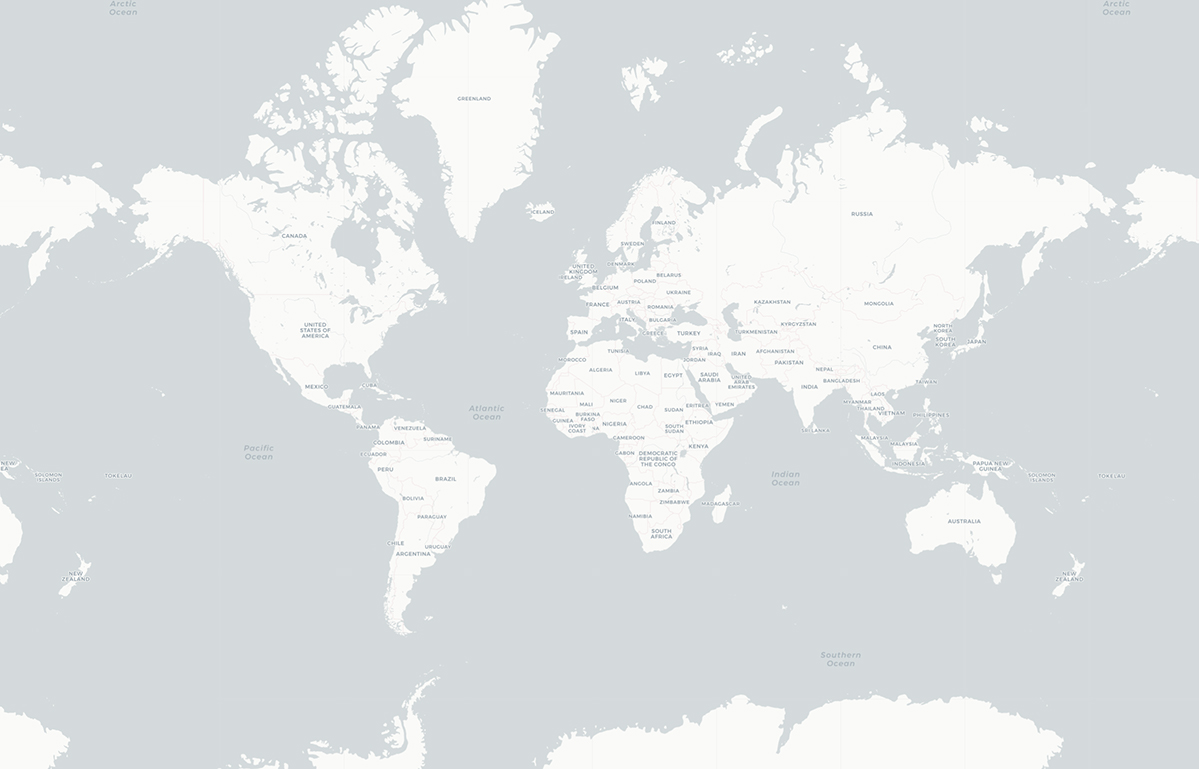 Arctic
Ocean
Arctic
Ocean
GREENLAND
ICELAND
RUSSIA
FINLAND
SWEDEN
CANADA
UNITED
KINGDOM
IRELAND
DENMARK
BELARUS
POLAND
BELGIUM
UKRAINE
FRANCE
AUSTRIA
ROMANIA
KAZAKHSTAN
MONGOLIA
ITALY
BULGARIA
SPAIN
GREECE
TURKEY
KYRGYZSTAN
TURKMENISTAN
UNITED
STATES OF
AMERICA
NORTH
KOREA
SOUTH
KOREA
JAPAN
CHINA
TUNISIA
MOROCCO
SYRIA
IRAQ
IRAN
JORDAN
AFGHANISTAN
PAKISTAN
ALGERIA
LIBYA
EGYPT
SAUDI
ARABIA
UNITED
ARAB
EMIRATES
NEPAL
BANGLADESH
INDIA
TAIWAN
MEXICO
CUBA
MAURITANIA
MALI
NIGER
CHAD
SUDAN
ERITREA
YEMEN
LAOS
MYANMAR
THAILAND
VIETNAM
PHILIPPINES
GUATEMALA
Atlantic
Ocean
SENEGAL
GUINEA
BURKINA
FASO
IVORY
COAST
NIGERIA
SOUTH
SUDAN
ETHIOPIA
SRI LANKA
PANAMA
VENEZUELA
COLOMBIA
SURINAME
CAMEROON
KENYA
MALAYSIA
MALAYSIA
Pacific
Ocean
ECUADOR
GABON
DEMOCRATIC
REPUBLIC OF
THE CONGO
INDONESIA
PAPUA NEW
GUINEA
NEW
EA
SOLOMON
ISLANDS
TOKELAU
PERU
BRAZIL
ANGOLA
ZAMBIA
Indian
Ocean
SOLOMON
ISLANDS
TOKELAU
BOLIVIA
ZIMBABWE
MADAGASCAR
PARAGUAY
NAMIBIA
AUSTRALIA
SOUTH
AFRICA
CHILE
URUGUAY
ARGENTINA
NEW
ZEALAND
NEW
ZEALAND
Southern
Ocean